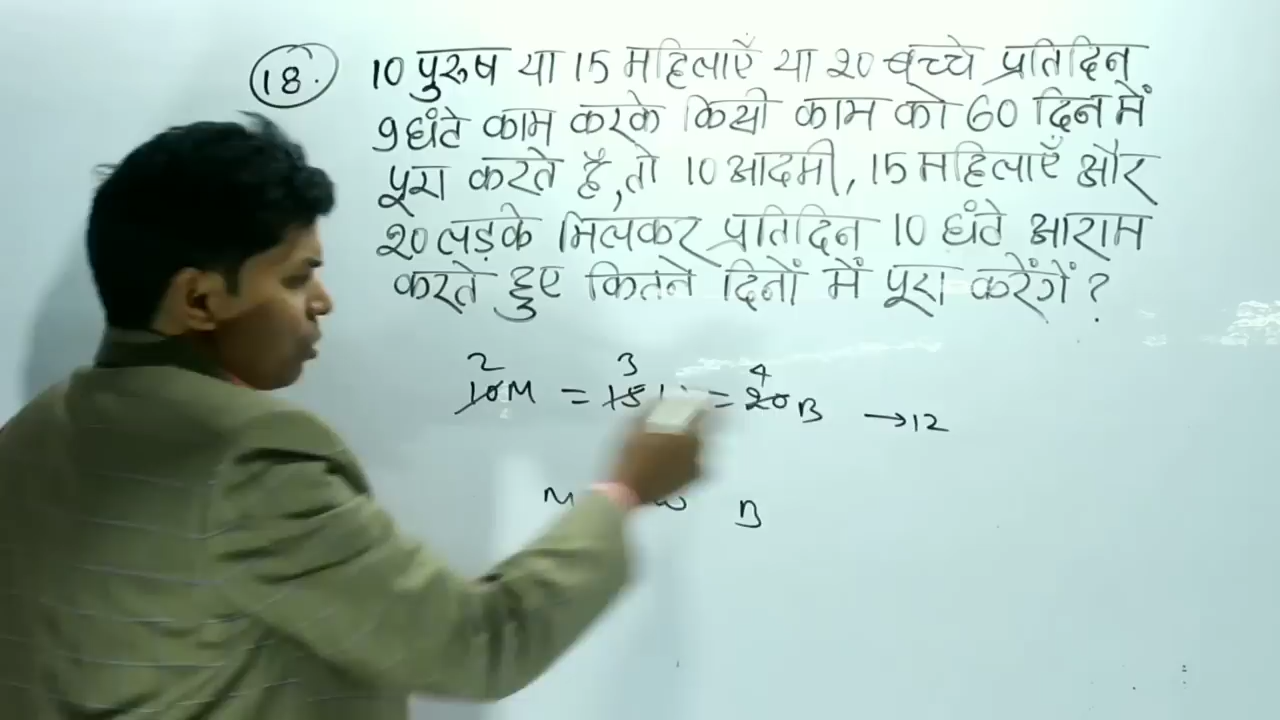 18.
10 पुरुष या 15 महिलाएँ या 20 बच्चे प्रतिदिन
9 घंटे काम करके किसी काम को 60 दिन में
पूरा करते है, तो 10 आदमी, 15 महिलाएँ और
20 लड़के मिलकर प्रतिदिन 10 घंटे आराम
करते हुए कितने दिनों में पूरा करेंगें ?
2 3 4
10M = 15 = 20B → 12
M W B